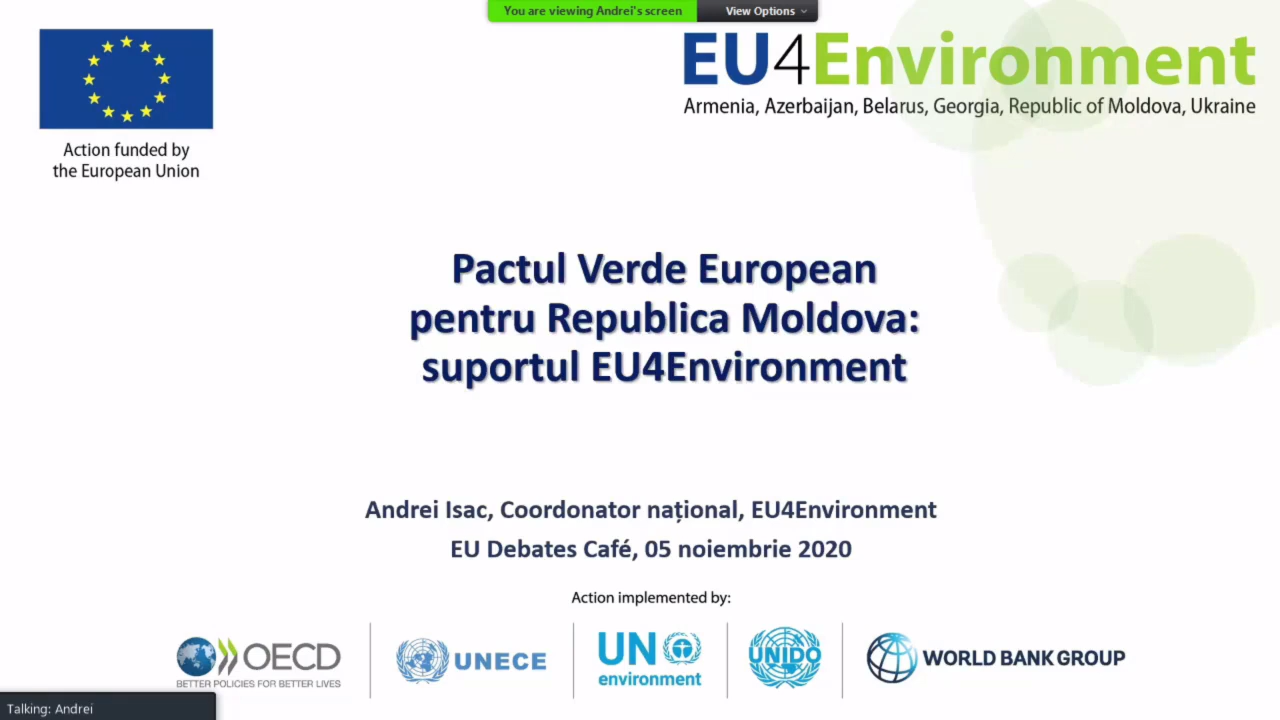 You are viewing Andrei's screen
View Options
EU4Environment
Armenia, Azerbaijan, Belarus, Georgia, Republic of Moldova, Ukraine
Action funded by
the European Union
Pactul Verde European
pentru Republica Moldova:
suportul EU4Environment
Andrei Isac, Coordonator național, EU4Environment
EU Debates Café, 05 noiembrie 2020
Action implemented by:
OECD
BETTER POLICIES FOR BETTER LIVES
UNECE
UN
environment
UNIDO
WORLD BANK GROUP
Talking: Andrei